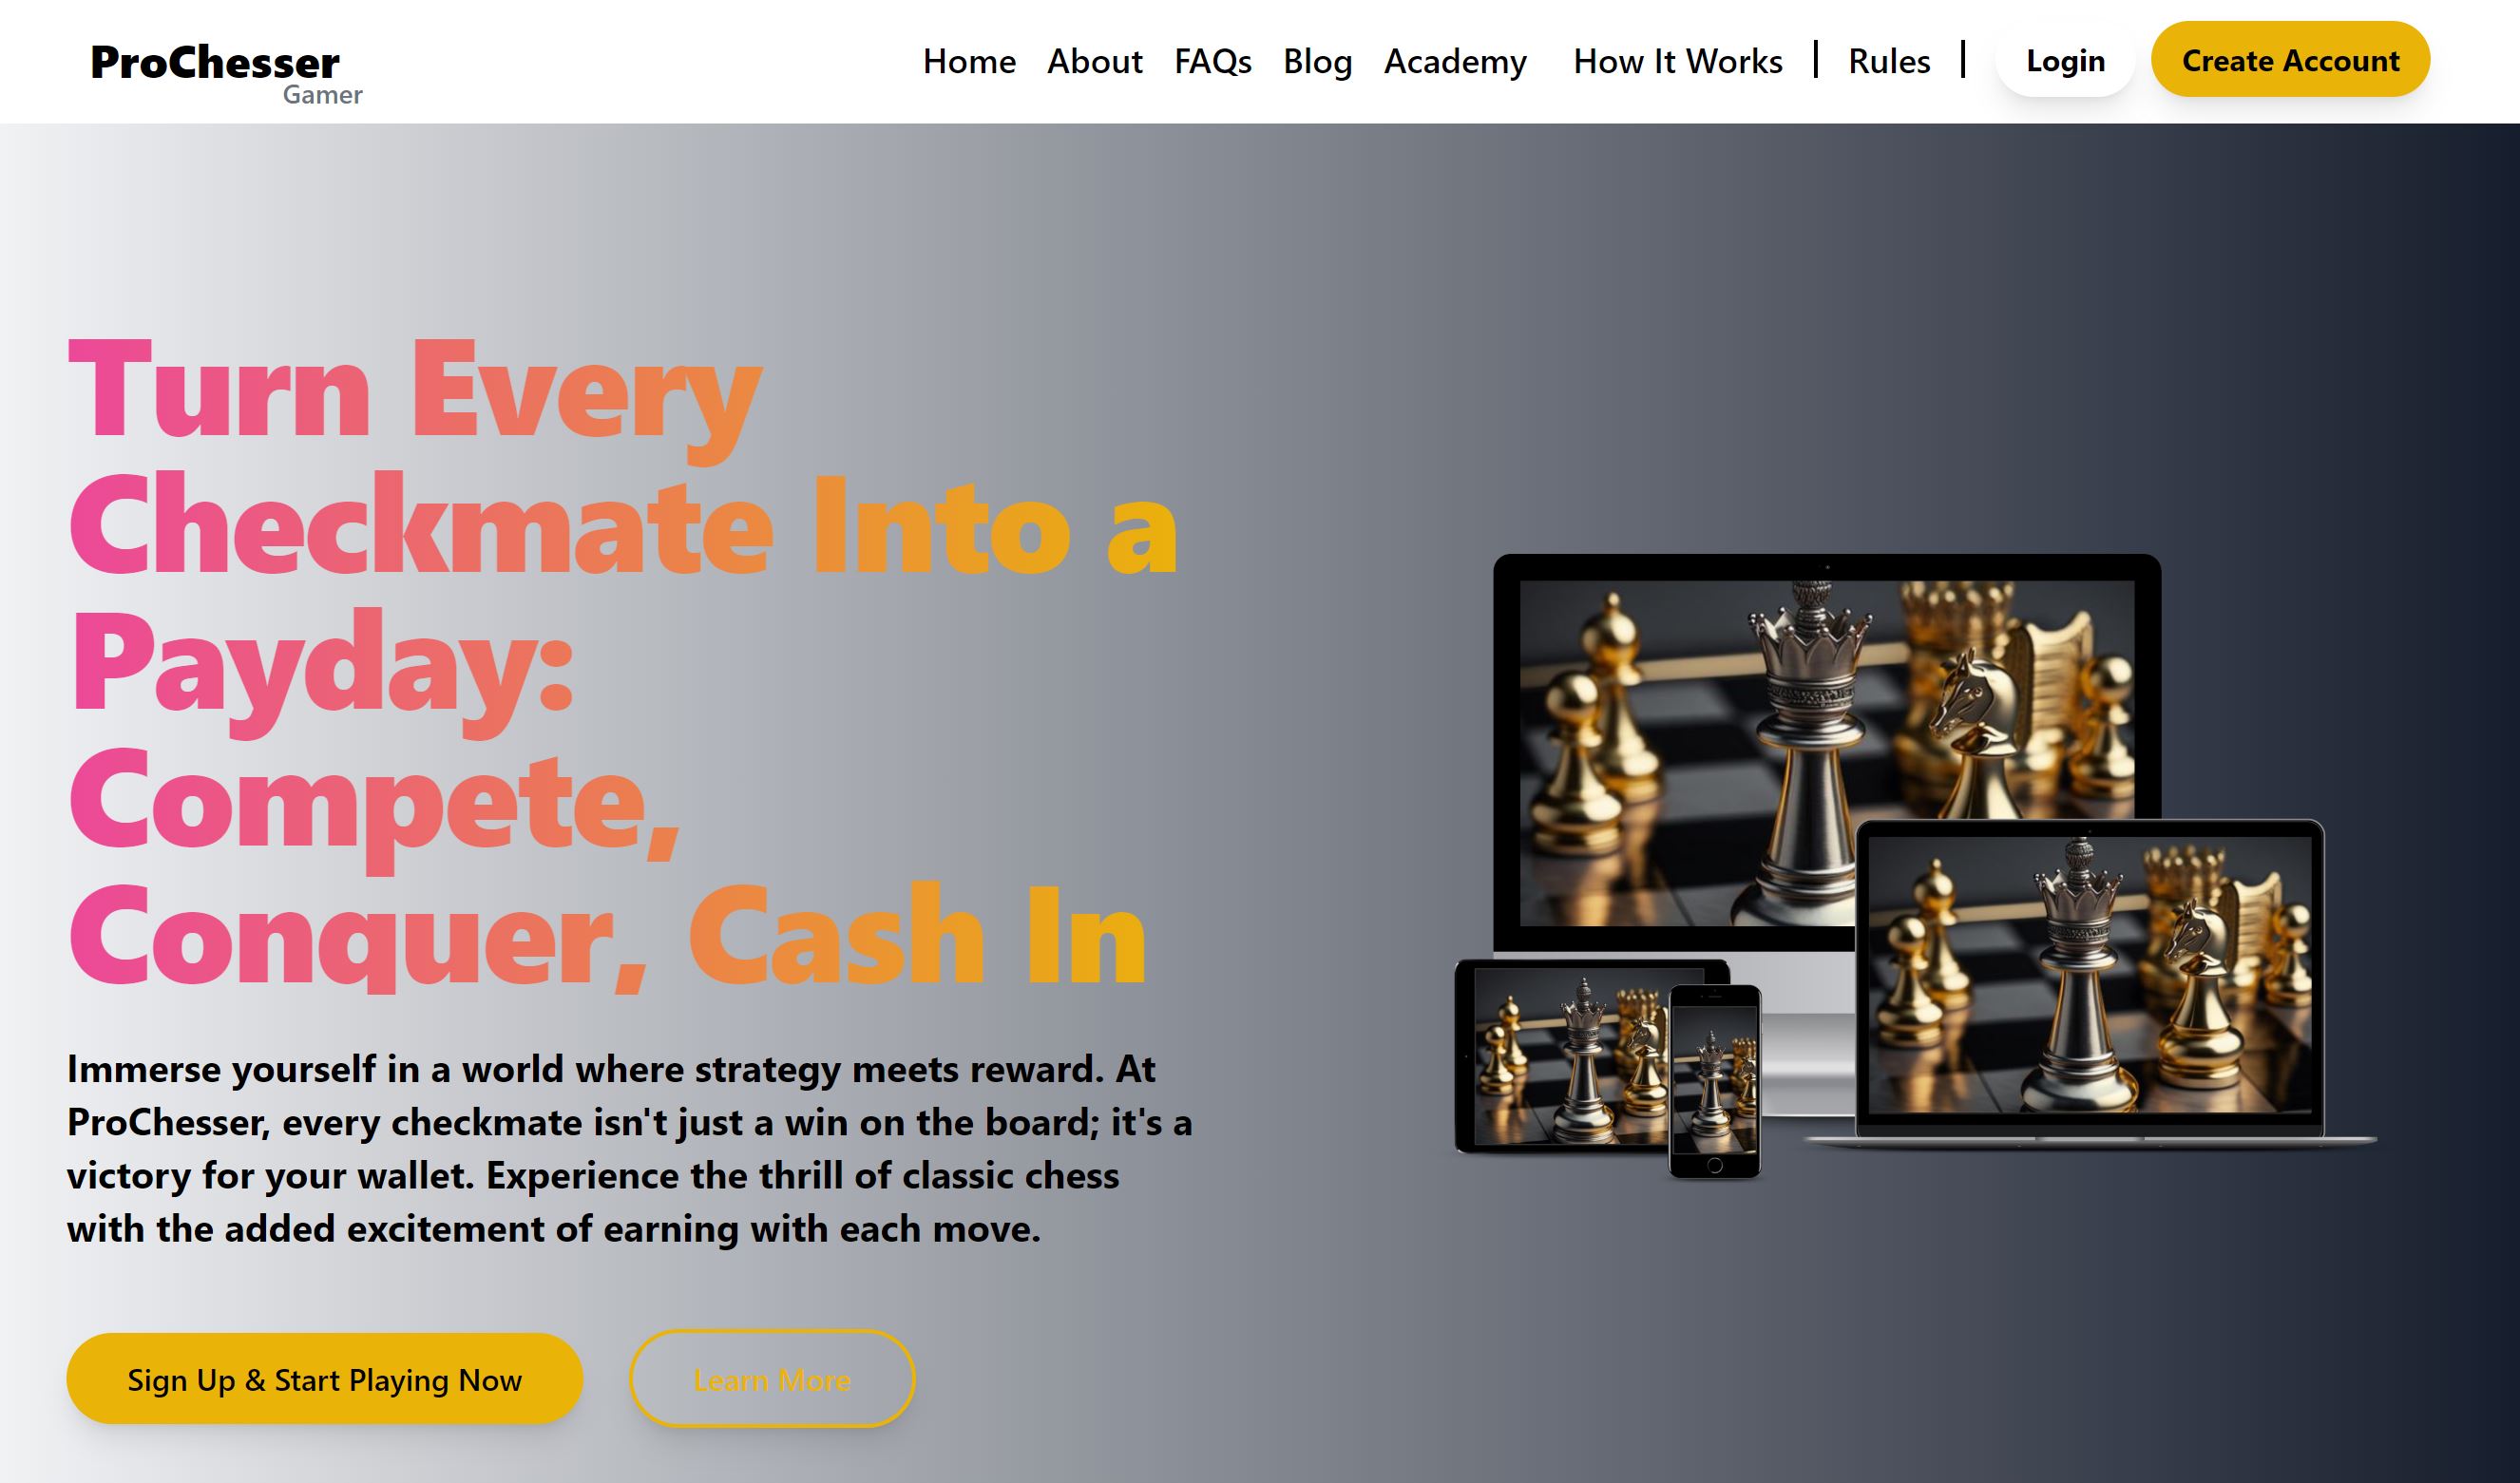 ProChesser
Gamer
Home About FAQs Blog Academy How It Works | Rules | Login Create Account
Turn Every
Checkmate Into a
Payday:
Compete,
Conquer, Cash In
Immerse yourself in a world where strategy meets reward. At
ProChesser, every checkmate isn't just a win on the board; it's a
victory for your wallet. Experience the thrill of classic chess
with the added excitement of earning with each move.
Sign Up & Start Playing Now Learn More